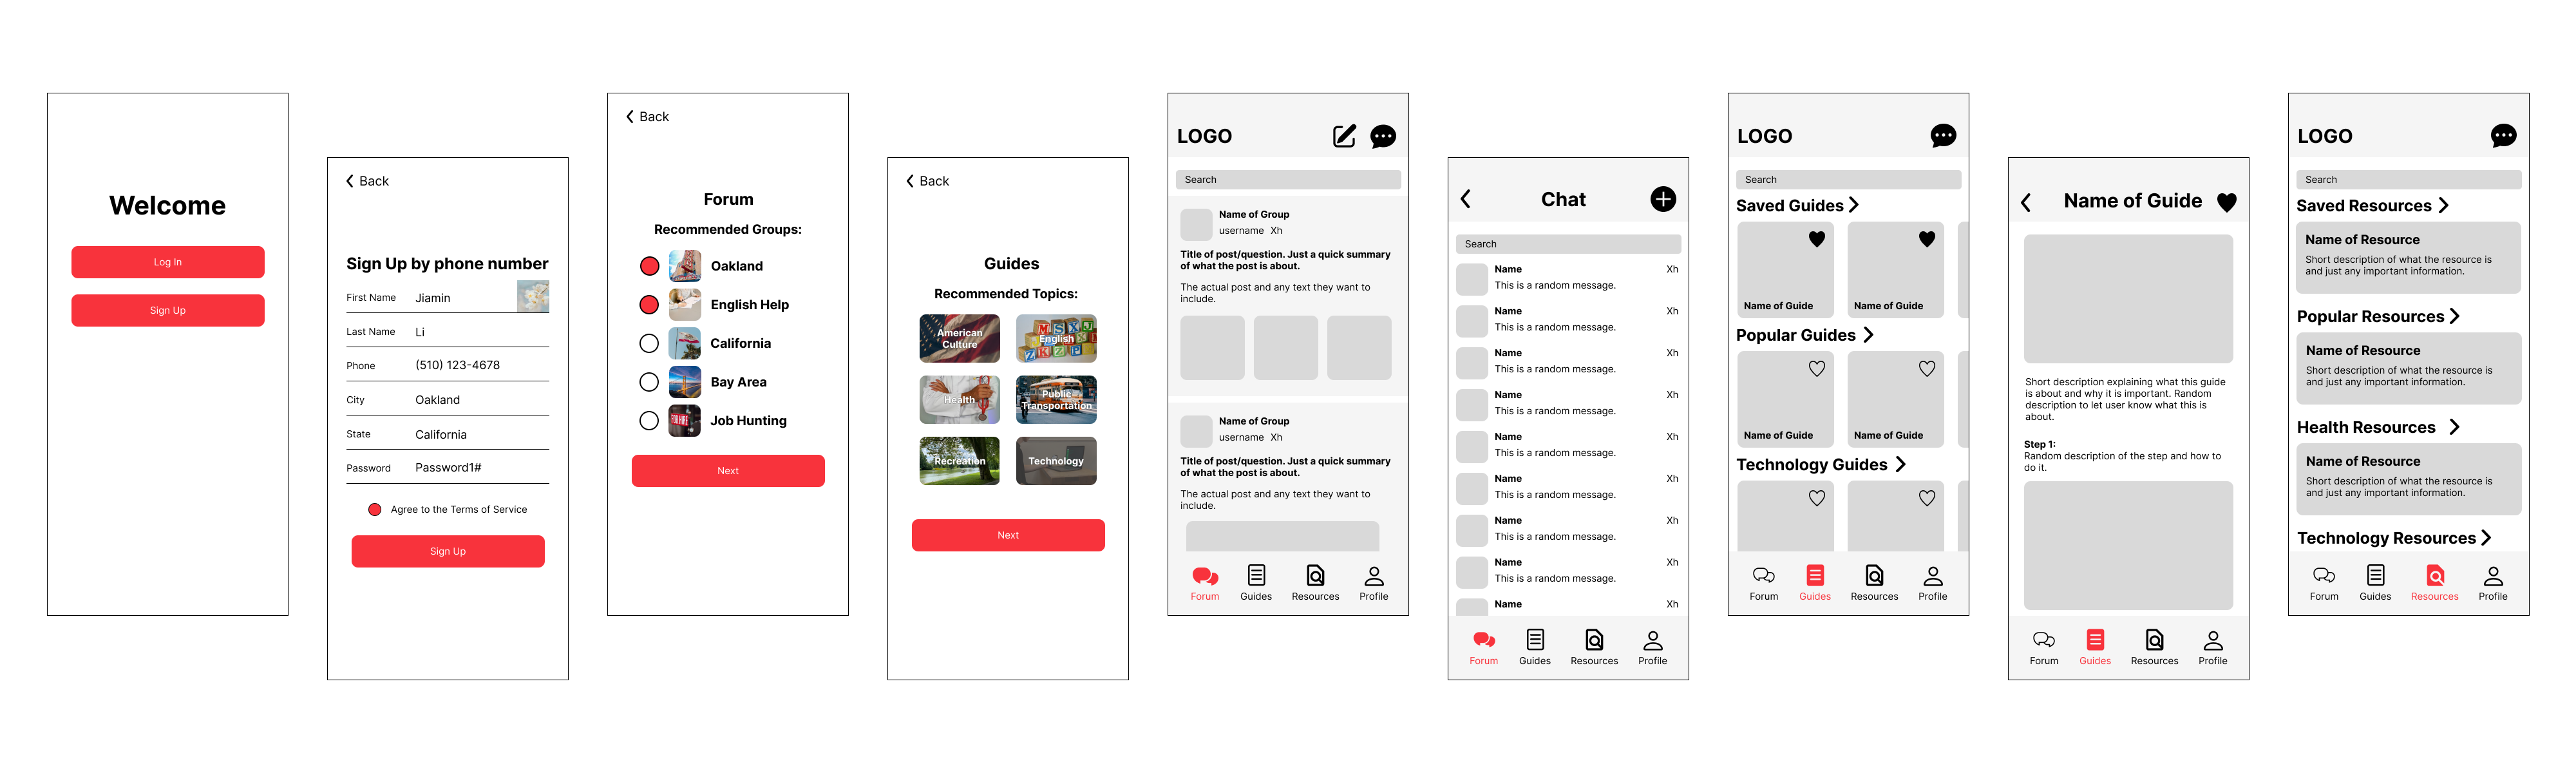 Welcome
Log In
Sign Up
Back
Sign Up by phone number
First Name Jiamin
Last Name Li
Phone (510) 123-4678
City Oakland
State California
Password Password1#
Agree to the Terms of Service
Sign Up
Back
Forum
Recommended Groups:
Oakland
English Help
California
Bay Area
FOR HIRE
Job Hunting
Next
Back
Guides
Recommended Topics:
American
Culture
English
Health
Public
Transportation
Recreation
Technology
Next
LOGO
Search
Name of Group
username Xh
Title of post/question. Just a quick summary
of what the post is about.
The actual post and any text they want to
include.
Name of Group
username Xh
Title of post/question. Just a quick summary
of what the post is about.
The actual post and any text they want to
include.
Forum Guides Resources Profile
Chat
Search
Name Xh
This is a random message.
Name Xh
This is a random message.
Name Xh
This is a random message.
Name Xh
This is a random message.
Name Xh
This is a random message.
Name Xh
This is a random message.
Name Xh
This is a random message.
Name Xh
This is a random message.
Name Xh
Forum Guides Resources Profile
LOGO
Search
Saved Guides
Name of Guide Name of Guide
Popular Guides
Name of Guide Name of Guide
Technology Guides
Forum Guides Resources Profile
Name of Guide
Short description explaining what this guide
is about and why it is important. Random
description to let user know what this is
about.
Step 1:
Random description of the step and how to
do it.
Forum Guides Resources Profile
LOGO
Search
Saved Resources
Name of Resource
Short description of what the resource is
and just any important information.
Popular Resources
Name of Resource
Short description of what the resource is
and just any important information.
Health Resources
Name of Resource
Short description of what the resource is
and just any important information.
Technology Resources
Forum Guides Resources Profile